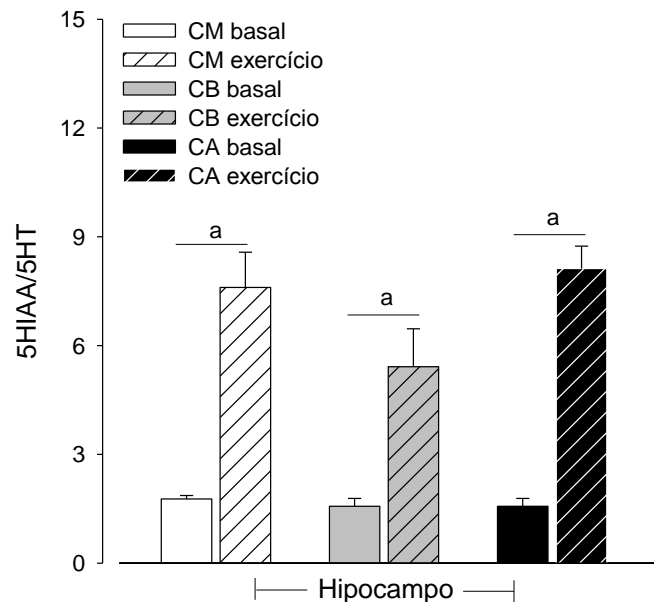 15
12
9
6
3
0
5HIAA/5HT
CM basal
CM exercício
CB basal
CB exercício
CA basal
CA exercício
a
a
a
Hipocampo